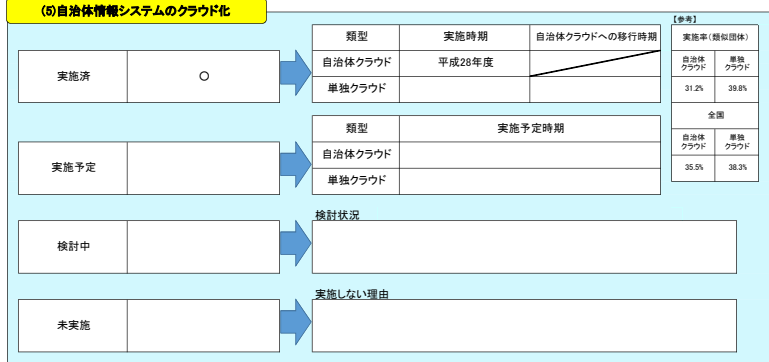 (5)自治体情報システムのクラウド化
【参考】
類型 実施時期 自治体クラウドへの移行時期
実施済 ○
自治体クラウド 平成28年度
単独クラウド
実施率(類似団体)
自治体クラウド 単独クラウド
31.2% 39.8%
全国
自治体クラウド 単独クラウド
35.5% 38.3%
類型 実施予定時期
実施予定
自治体クラウド
単独クラウド
検討状況
検討中
実施しない理由
未実施